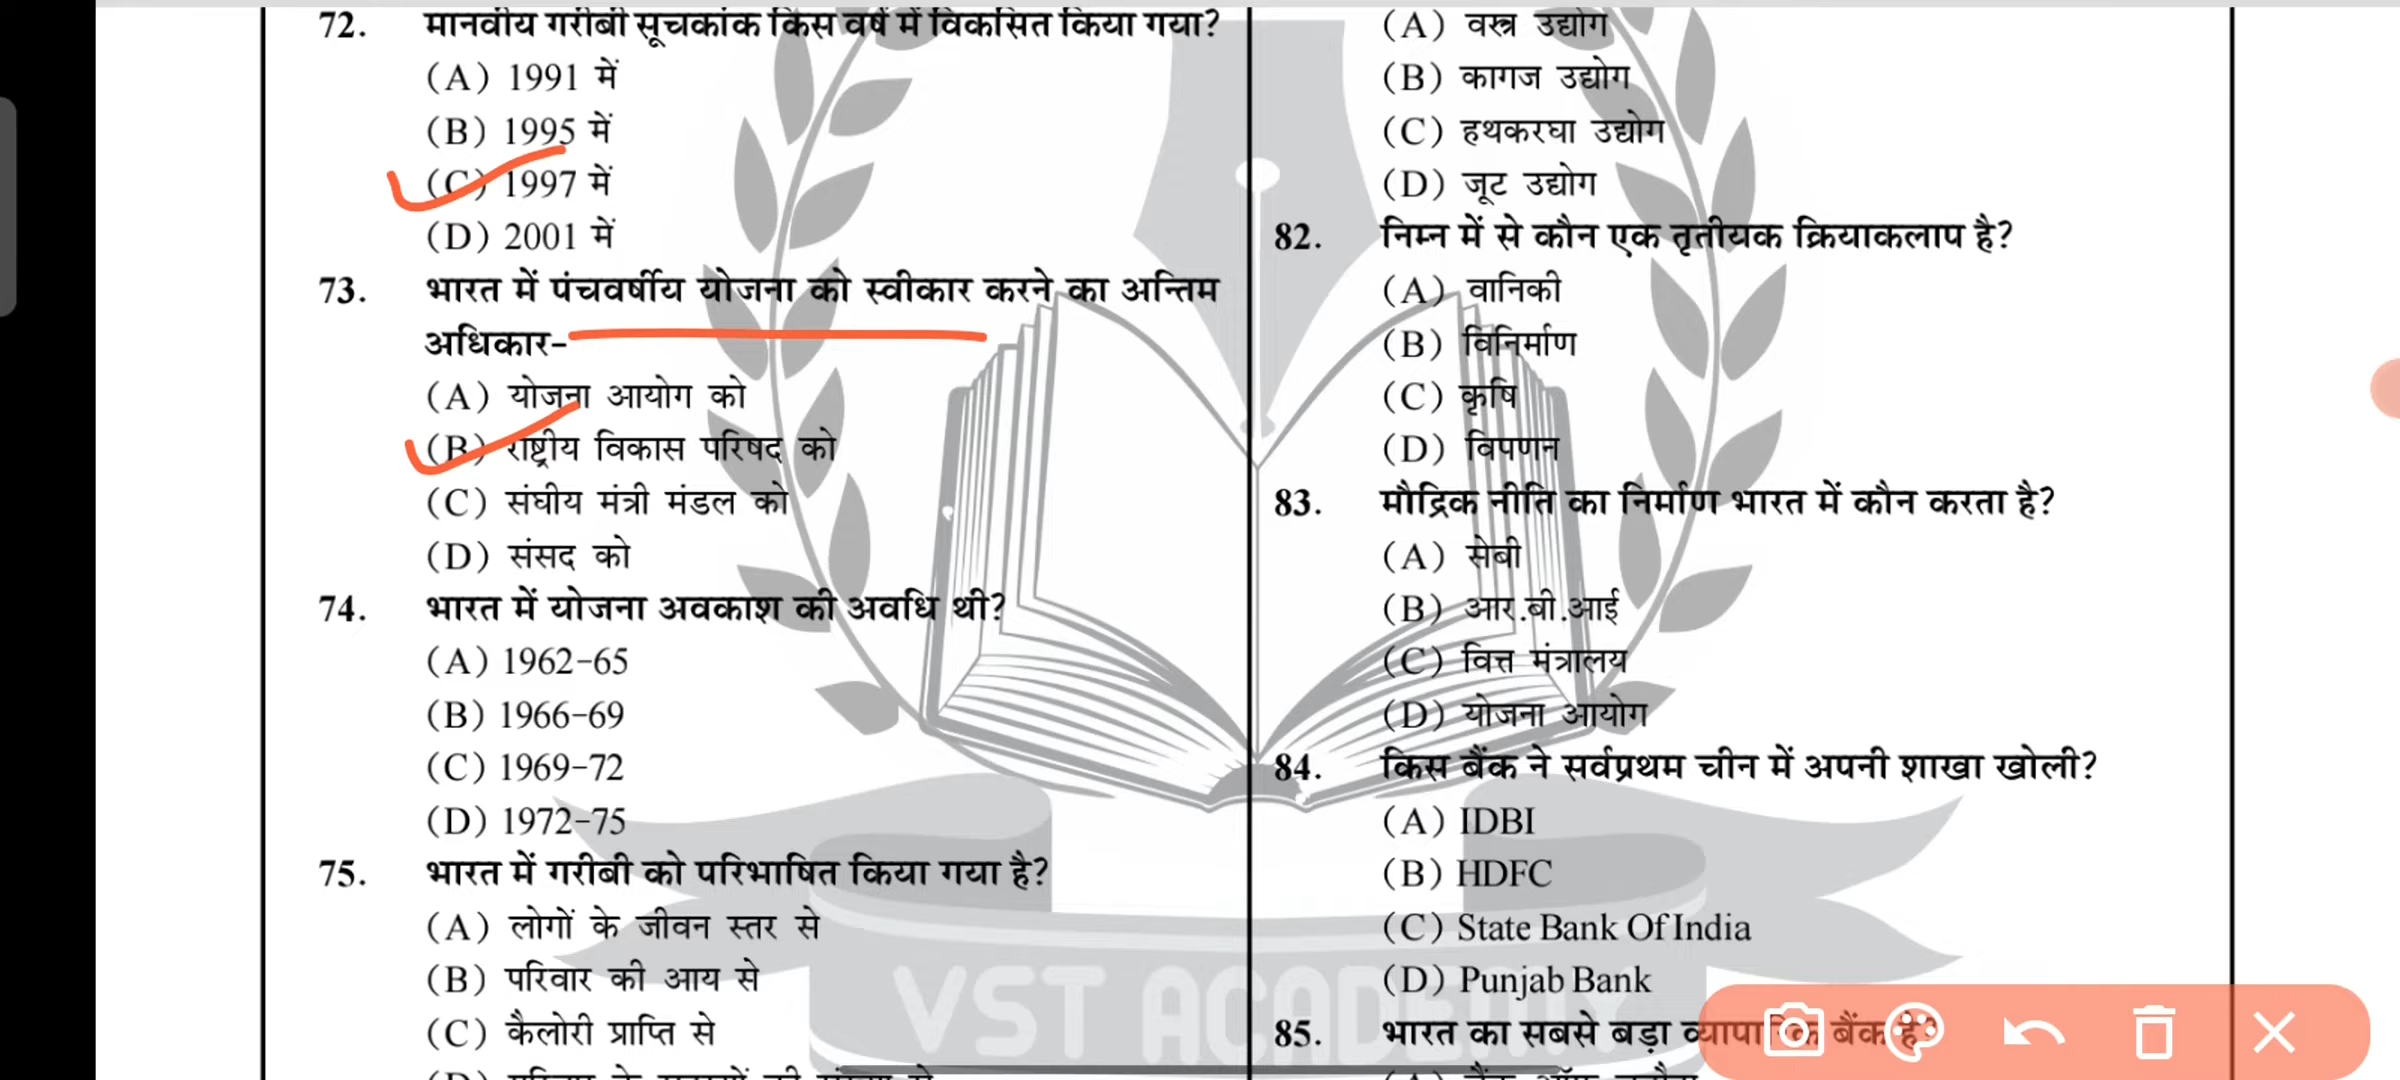 72. मानवीय गरीबी सूचकांक किस वर्ष में विकसित किया गया?
(A) 1991 में
(B) 1995 में
(C) 1997 में
(D) 2001 में
73. भारत में पंचवर्षीय योजना को स्वीकार करने का अन्तिम
अधिकार-
(A) योजना आयोग को
(B) राष्ट्रीय विकास परिषद को
(C) संघीय मंत्री मंडल को
(D) संसद को
74. भारत में योजना अवकाश की अवधि थी?
(A) 1962-65
(B) 1966-69
(C) 1969-72
(D) 1972-75
75. भारत में गरीबी को परिभाषित किया गया है?
(A) लोगों के जीवन स्तर से
(B) परिवार की आय से
(C) कैलोरी प्राप्ति से
(A) वस्त्र उद्योग
(B) कागज उद्योग
(C) हथकरघा उद्योग
(D) जूट उद्योग
82. निम्न में से कौन एक तृतीयक क्रियाकलाप है?
(A) वानिकी
(B) विनिर्माण
(C) कृषि
(D) विपणन
83. मौद्रिक नीति का निर्माण भारत में कौन करता है?
(A) सेबी
(B) आर.बी.आई
(C) वित्त मंत्रालय
(D) योजना आयोग
84. किस बैंक ने सर्वप्रथम चीन में अपनी शाखा खोली?
(A) IDBI
(B) HDFC
(C) State Bank Of India
(D) Punjab Bank
85. भारत का सबसे बड़ा व्यापारिक बैंक है?
VST ACADEMY